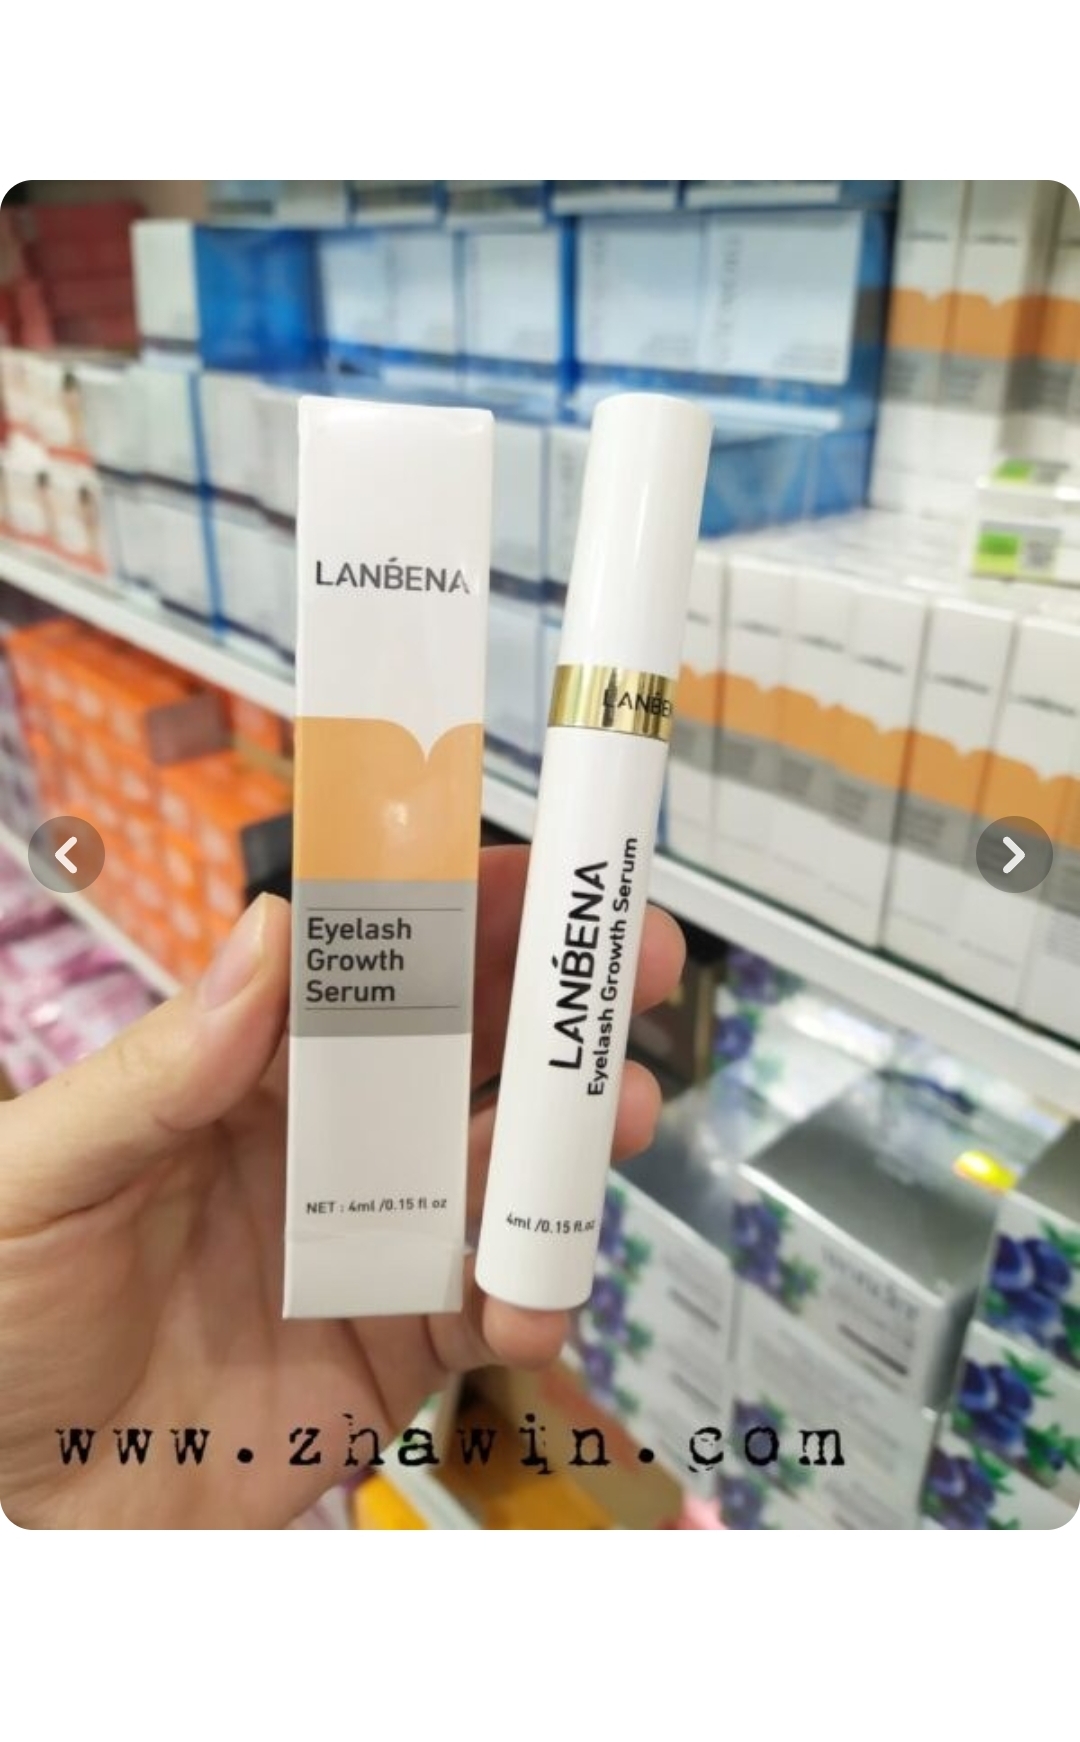 LANBENA
Eyelash
Growth
Serum
NET : 4ml /0.15 fl oz
LANBE
LANBENA
Eyelash Growth Serum
4ml /0.15 fl.oz
www.zhawin.com